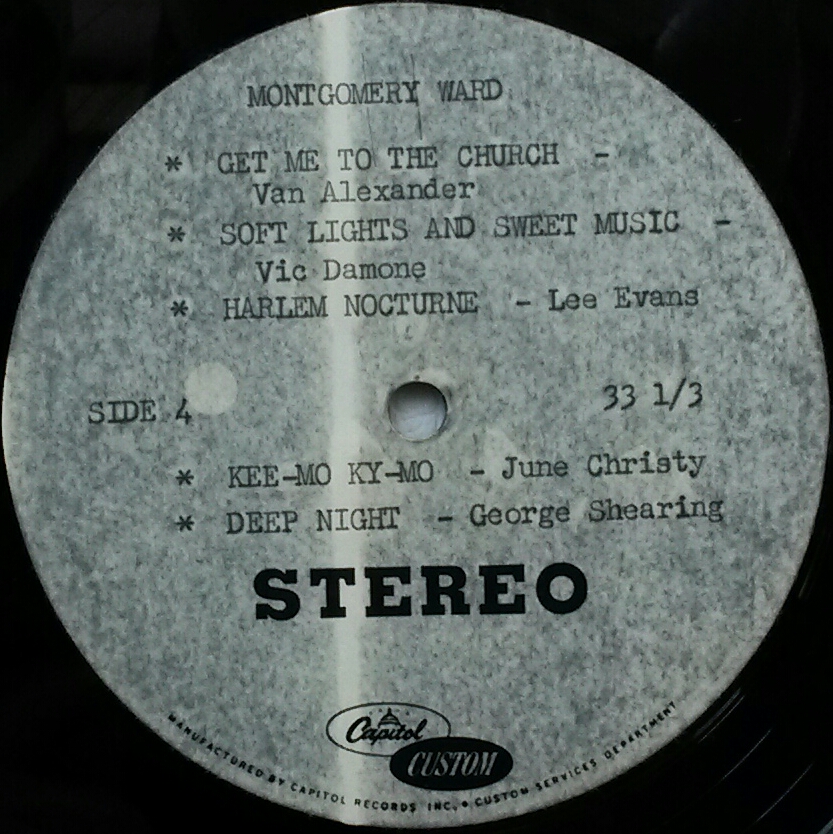 MONTGOMERY WARD
* GET ME TO THE CHURCH -
Van Alexander
* SOFT LIGHTS AND SWEET MUSIC -
Vic Damone
* HARLEM NOCTURNE - Lee Evans
SIDE 4
33 1/3
* KEE-MO KY-MO - June Christy
* DEEP NIGHT - George Shearing
STEREO
Capitol
CUSTOM
MANUFACTURED BY CAPITOL RECORDS INC. • CUSTOM SERVICES DEPARTMENT